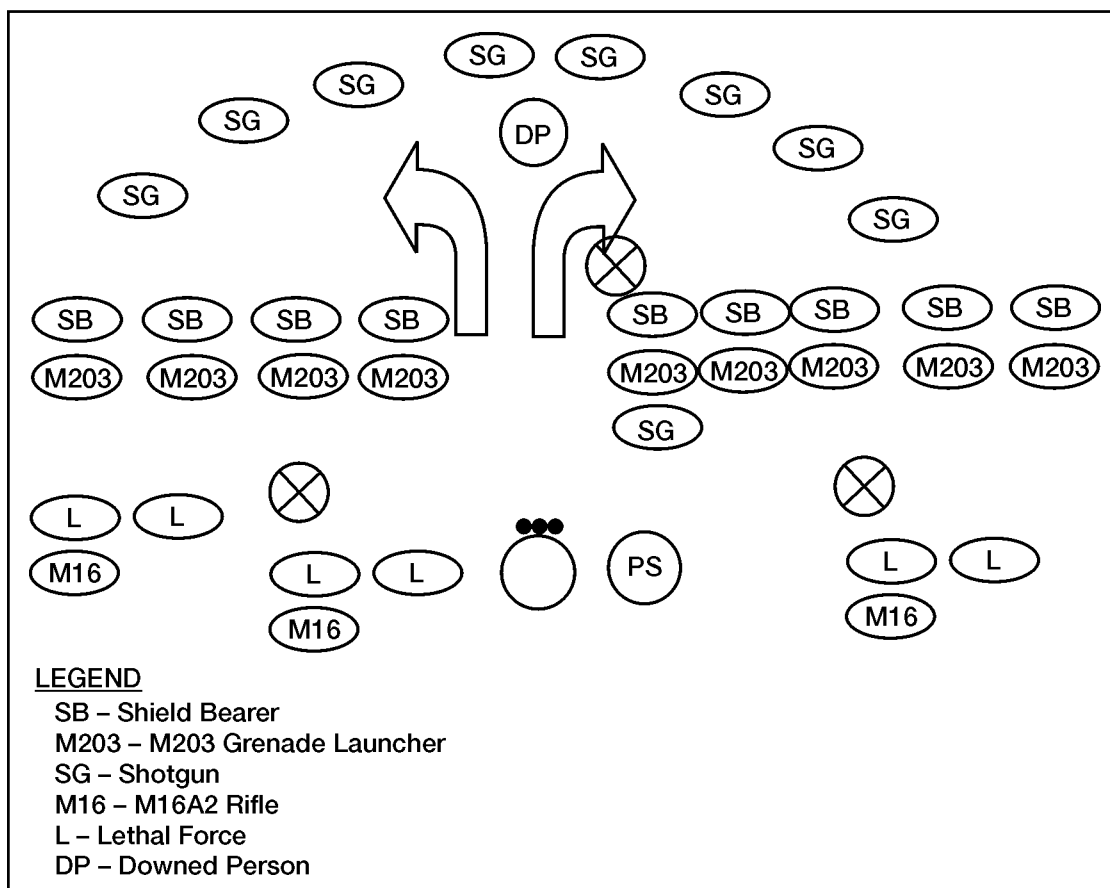 SG SG
SG SG
SG SG
DP
SG
SG SG
SB SB SB SB SB SB SB SB SB
M203 M203 M203 M203 M203 M203 M203 M203 M203
SG
L L
M16 L L PS L L
M16 M16
LEGEND
SB – Shield Bearer
M203 – M203 Grenade Launcher
SG – Shotgun
M16 – M16A2 Rifle
L – Lethal Force
DP – Downed Person